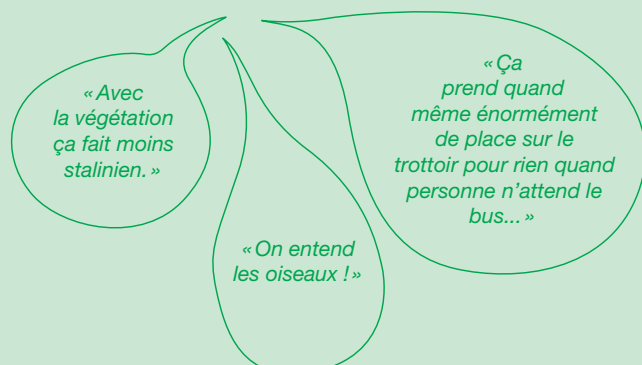 « Avec
la végétation
ça fait moins
stalinien. »
« On entend
les oiseaux ! »
« Ça
prend quand
même énormément
de place sur le
trottoir pour rien quand
personne n’attend le
bus... »